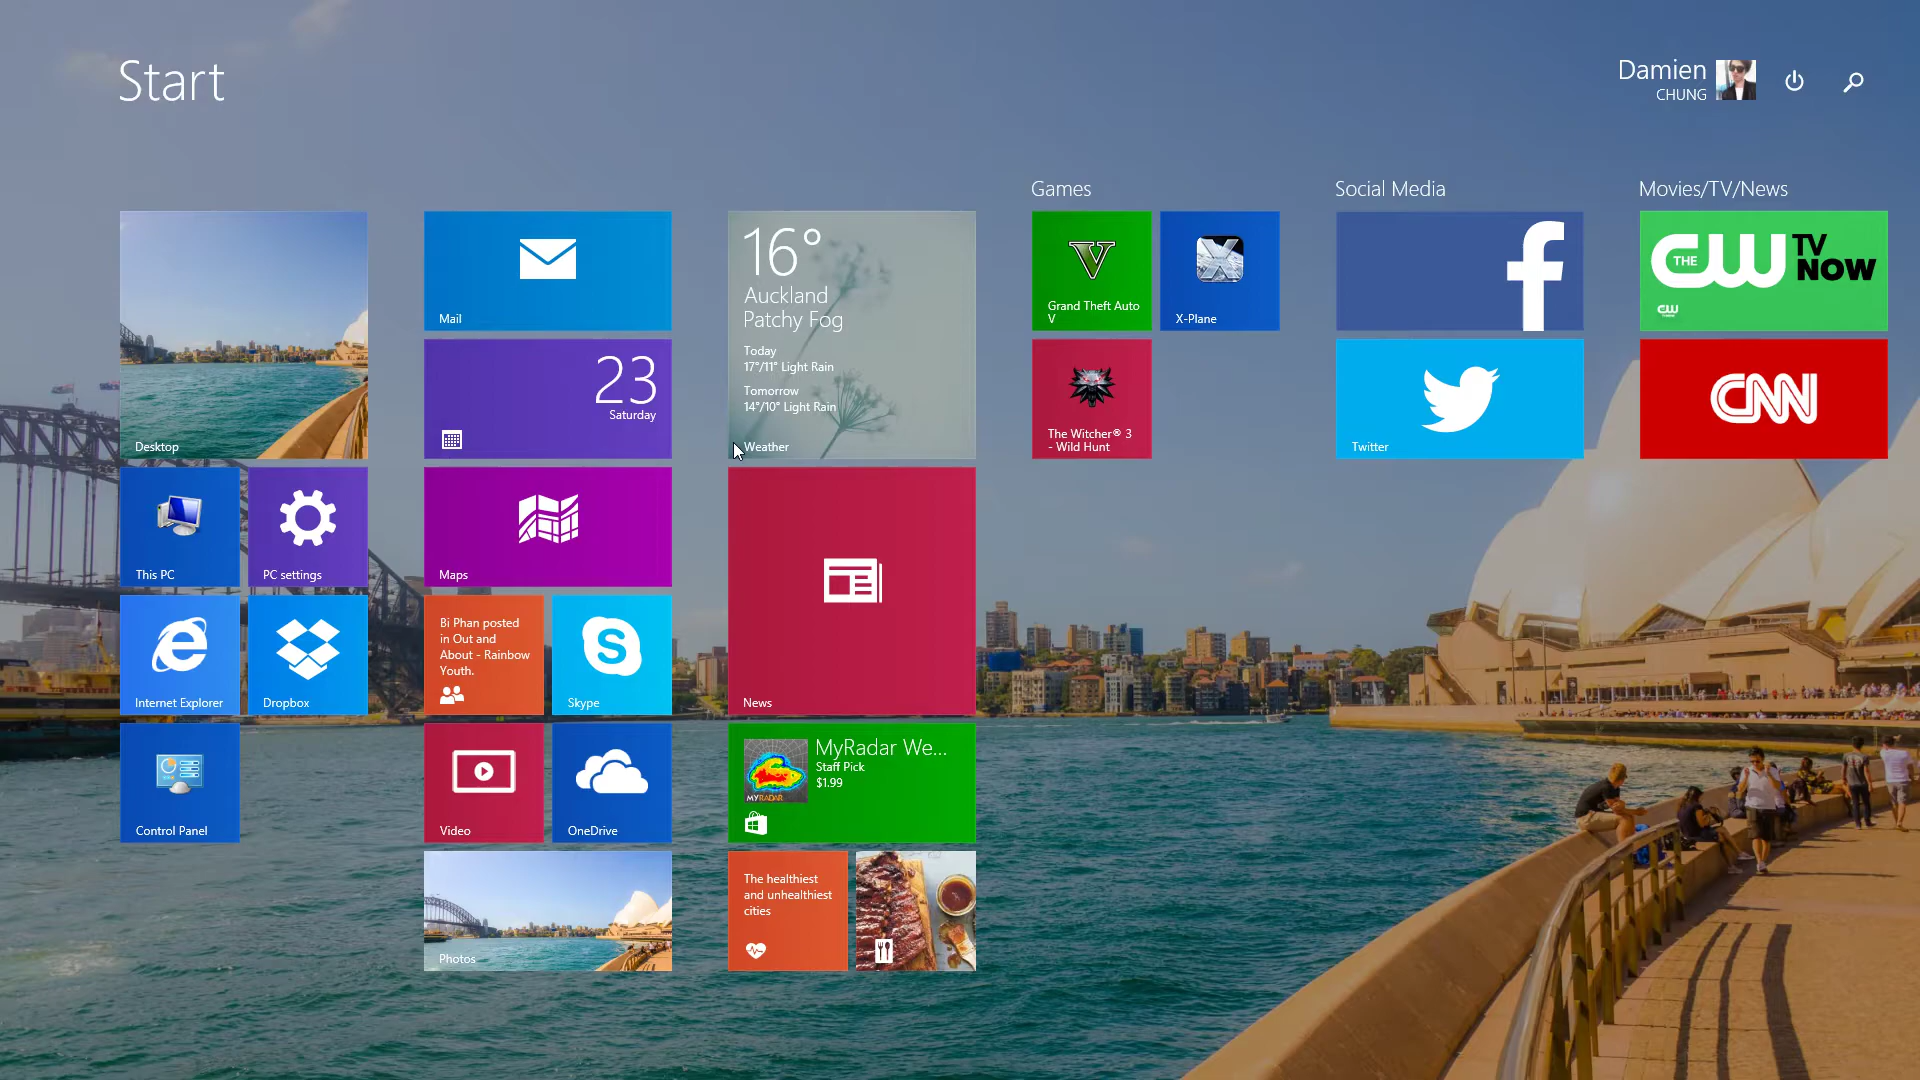 Start
Damien
CHUNG
Desktop
This PC
PC settings
Internet Explorer
Dropbox
Control Panel
Mail
23
Saturday
Maps
Bi Phan posted
in Out and
About - Rainbow
Youth.
Skype
Video
OneDrive
Photos
16°
Auckland
Patchy Fog
Today
17°/11° Light Rain
Tomorrow
14°/10° Light Rain
Weather
News
MyRadar We...
Staff Pick
$1.99
MYRADAR
The healthiest
and unhealthiest
cities
Games
V
Grand Theft Auto
V
X
X-Plane
The Witcher® 3
- Wild Hunt
Social Media
f
Twitter
Movies/TV/News
THE CW TV
NOW
CW
CNN